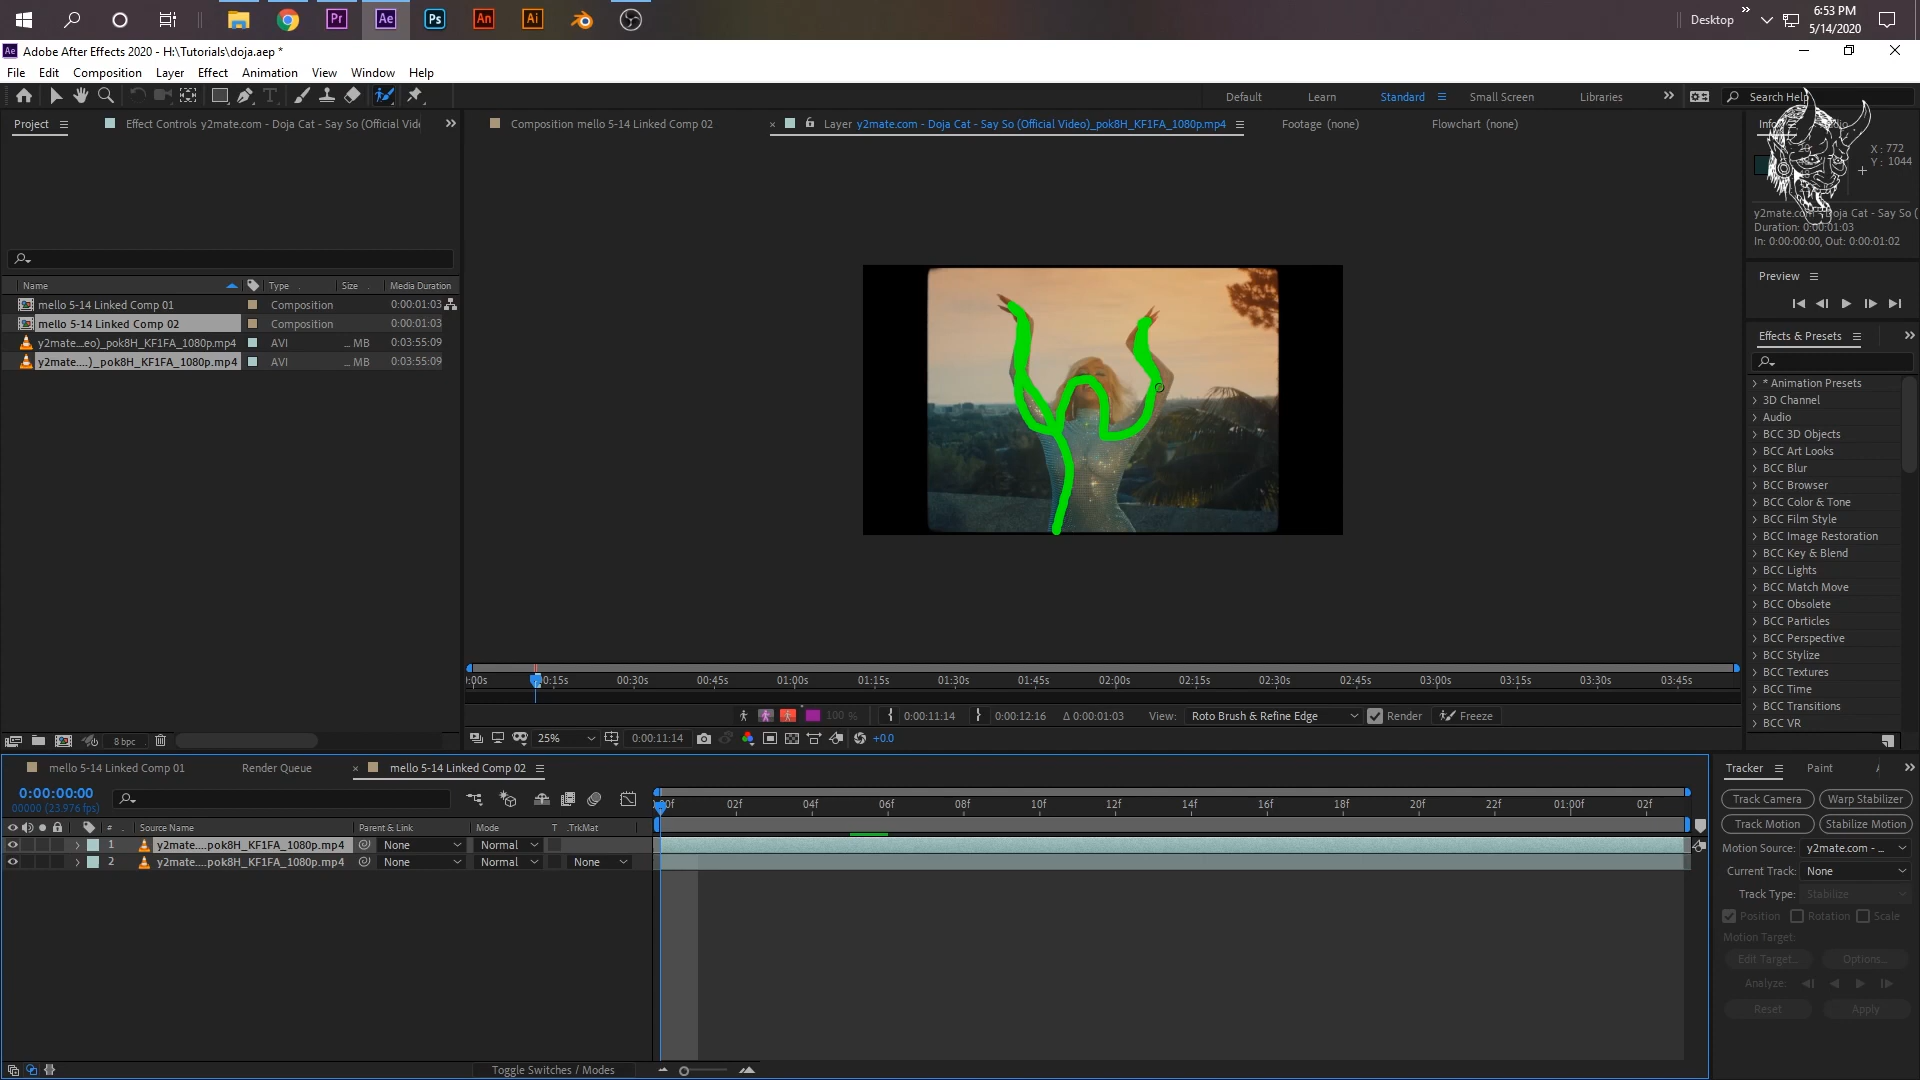 Pr Ae Ps An Ai
Desktop
6:53 PM
5/14/2020
Ae Adobe After Effects 2020 - H:\Tutorials\doja.aep *
File Edit Composition Layer Effect Animation View Window Help
Default Learn Standard Small Screen Libraries Search Help
Project Effect Controls y2mate.com - Doja Cat - Say So (Official Vid
Composition mello 5-14 Linked Comp 02
Layer y2mate.com - Doja Cat - Say So (Official Video)_pok8H_KF1FA_1080p.mp4
Footage (none) Flowchart (none)
X : 772
Y : 1044
Duration: 0:00:01:03
In: 0:00:00:00, Out: 0:00:01:02
Name Type Size Media Duration
mello 5-14 Linked Comp 01 Composition 0:00:01:03
mello 5-14 Linked Comp 02 Composition 0:00:01:03
y2mate...eo)_pok8H_KF1FA_1080p.mp4 AVI ... MB 0:03:55:09
y2mate....)_pok8H_KF1FA_1080p.mp4 AVI ... MB 0:03:55:09
Preview
Effects & Presets
* Animation Presets
3D Channel
Audio
BCC 3D Objects
BCC Art Looks
BCC Blur
BCC Browser
BCC Color & Tone
BCC Film Style
BCC Image Restoration
BCC Key & Blend
BCC Lights
BCC Match Move
BCC Obsolete
BCC Particles
BCC Perspective
BCC Stylize
BCC Textures
BCC Time
BCC Transitions
BCC VR
:00s 0:15s 00:30s 00:45s 01:00s 01:15s 01:30s 01:45s 02:00s 02:15s 02:30s 02:45s 03:00s 03:15s 03:30s 03:45s
100 % 0:00:11:14 0:00:12:16 Δ 0:00:01:03 View: Roto Brush & Refine Edge Render Freeze
25% 0:00:11:14 +0.0
8 bpc
mello 5-14 Linked Comp 01 Render Queue mello 5-14 Linked Comp 02
0:00:00:00
00000 (23.976 fps)
:00f 02f 04f 06f 08f 10f 12f 14f 16f 18f 20f 22f 01:00f 02f
# Source Name Parent & Link Mode T .TrkMat
1 y2mate....pok8H_KF1FA_1080p.mp4 None Normal
2 y2mate....pok8H_KF1FA_1080p.mp4 None Normal None
Toggle Switches / Modes
Tracker Paint
Track Camera Warp Stabilizer
Track Motion Stabilize Motion
Motion Source: y2mate.com - ...
Current Track: None
Track Type: Stabilize
Position Rotation Scale
Motion Target:
Edit Target... Options...
Analyze:
Reset Apply